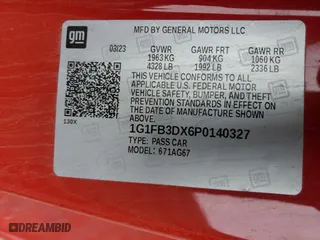 MFD BY GENERAL MOTORS LLC
gm
03/23 GVWR GAWR FRT GAWR RR
1963 KG 904 KG 1060 KG
4328 LB 1992 LB 2336 LB
THIS VEHICLE CONFORMS TO ALL APPLICABLE U.S. FEDERAL MOTOR VEHICLE SAFETY, BUMPER, AND THEFT PREVENTION STANDARDS IN EFFECT ON THE DATE OF MANUFACTURE SHOWN ABOVE.
130X
1G1FB3DX6P0140327
TYPE: PASS CAR
MODEL: 671AG67